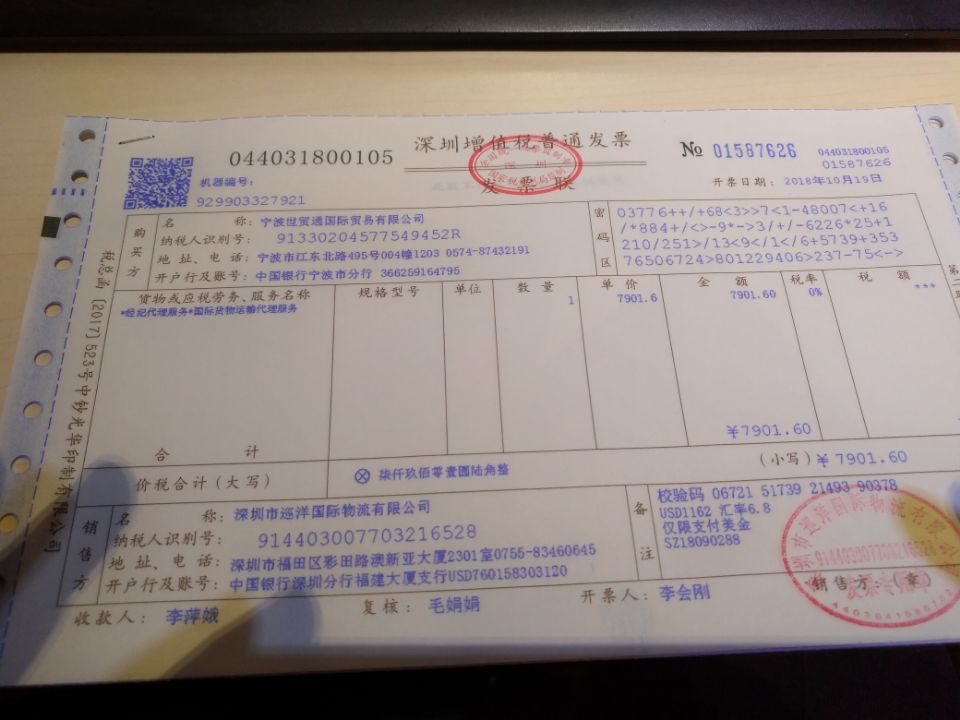 044031800105
深圳增值税普通发票
№ 01587626
044031800105
01587626
发票联
机器编号:
929903327921
开票日期: 2018年10月19日
购买方
名 称: 宁波世贸通国际贸易有限公司
纳税人识别号: 91330204577549452R
地址、电话: 宁波市江东北路495号004幢1203 0574-87432191
开户行及账号: 中国银行宁波市分行 366259164795
密码区
03776++/+68<3>>7<1-48007<+16
/*884+/<>-9*->3/+/-6226*25+1
210/251>/13<9</1</6+5739+353
76506724>801229406>237-75<->
货物或应税劳务、服务名称 规格型号 单位 数量 单价 金额 税率 税额
*经纪代理服务*国际货物运输代理服务 1 7901.6 7901.60 0% ***
合计 ¥7901.60
价税合计(大写) ⊗ 柒仟玖佰零壹圆陆角整 (小写) ¥7901.60
销售方
名 称: 深圳市巡洋国际物流有限公司
纳税人识别号: 914403007703216528
地址、电话: 深圳市福田区彩田路澳新亚大厦2301室0755-83460645
开户行及账号: 中国银行深圳分行福建大厦支行USD760158303120
备注
校验码 06721 51739 21493 90378
USD1162 汇率6.8
仅限支付美金
SZ18090288
收款人: 李萍娥 复核: 毛娟娟 开票人: 李会刚 销售方:(章)
税总函〔2017〕523号中钞光华印制有限公司
第二
深圳市巡洋国际物流有限公司
914403007703216528
发票专用章